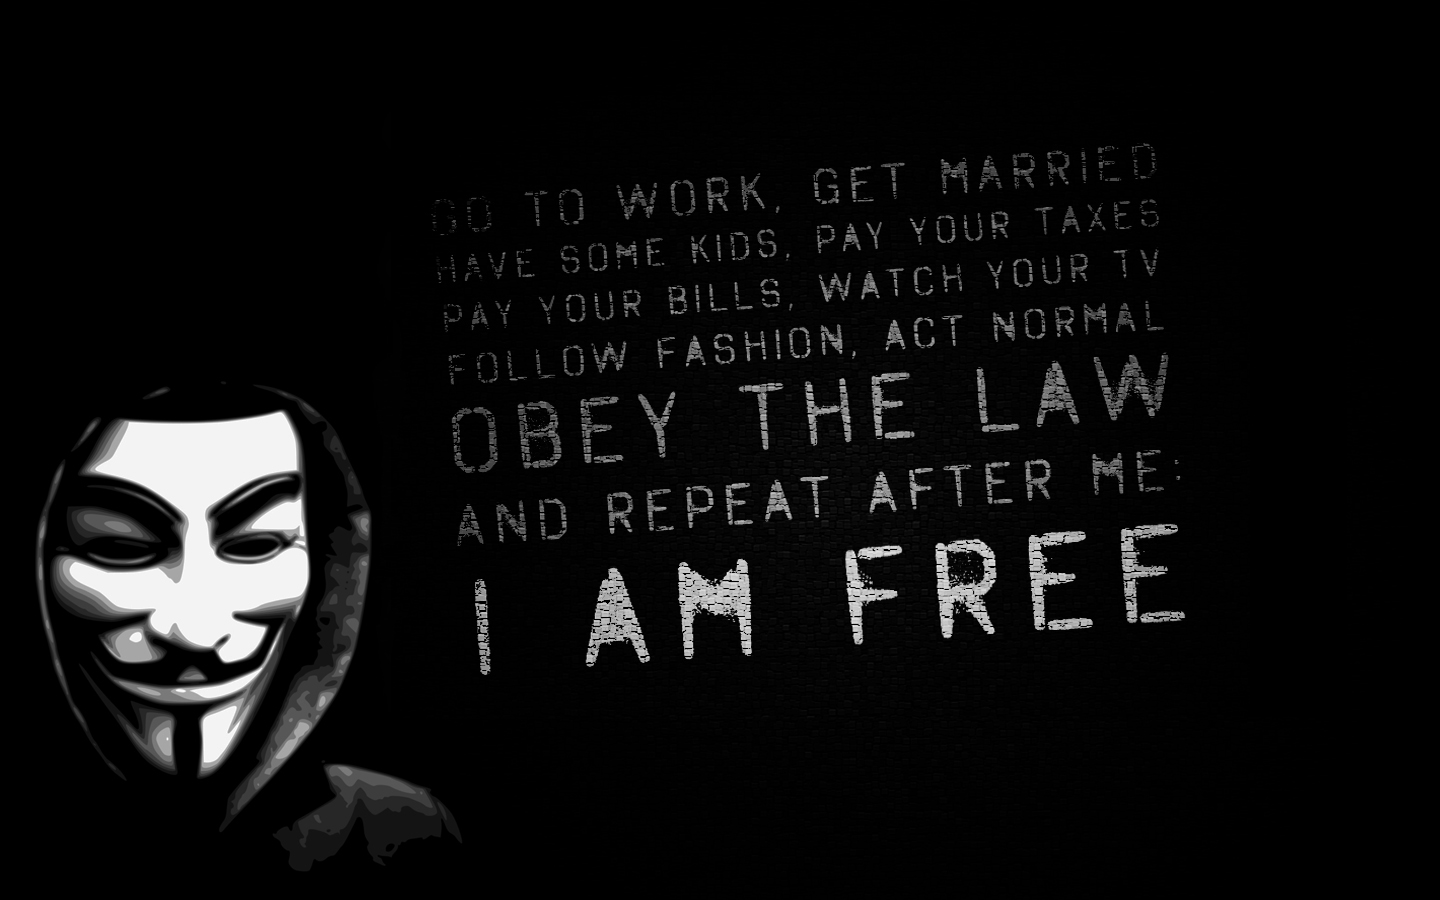 GO TO WORK, GET MARRIED
HAVE SOME KIDS, PAY YOUR TAXES
PAY YOUR BILLS, WATCH YOUR TV
FOLLOW FASHION, ACT NORMAL
OBEY THE LAW
AND REPEAT AFTER ME:
I AM FREE